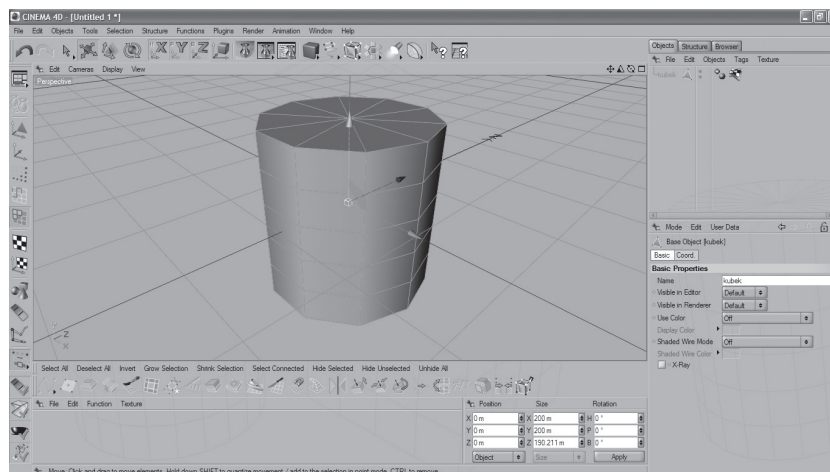 CINEMA 4D - [Untitled 1 *]
File Edit Objects Tools Selection Structure Functions Plugins Render Animation Window Help
Objects Structure Browser
File Edit Objects Tags Texture
kubek
Edit Cameras Display View
Perspective
Mode Edit User Data
Base Object [kubek]
Basic Coord.
Basic Properties
Name kubek
Visible in Editor Default
Visible in Renderer Default
Use Color Off
Display Color
Shaded Wire Mode Off
Shaded Wire Color
X-Ray
Z
X
Select All Deselect All Invert Grow Selection Shrink Selection Select Connected Hide Selected Hide Unselected Unhide All
File Edit Function Texture
Position Size Rotation
X 0 m X 200 m H 0 °
Y 0 m Y 200 m P 0 °
Z 0 m Z 190.211 m B 0 °
Object Size Apply
Move: Click and drag to move elements. Hold down SHIFT to quantize movement / add to the selection in point mode, CTRL to remove.